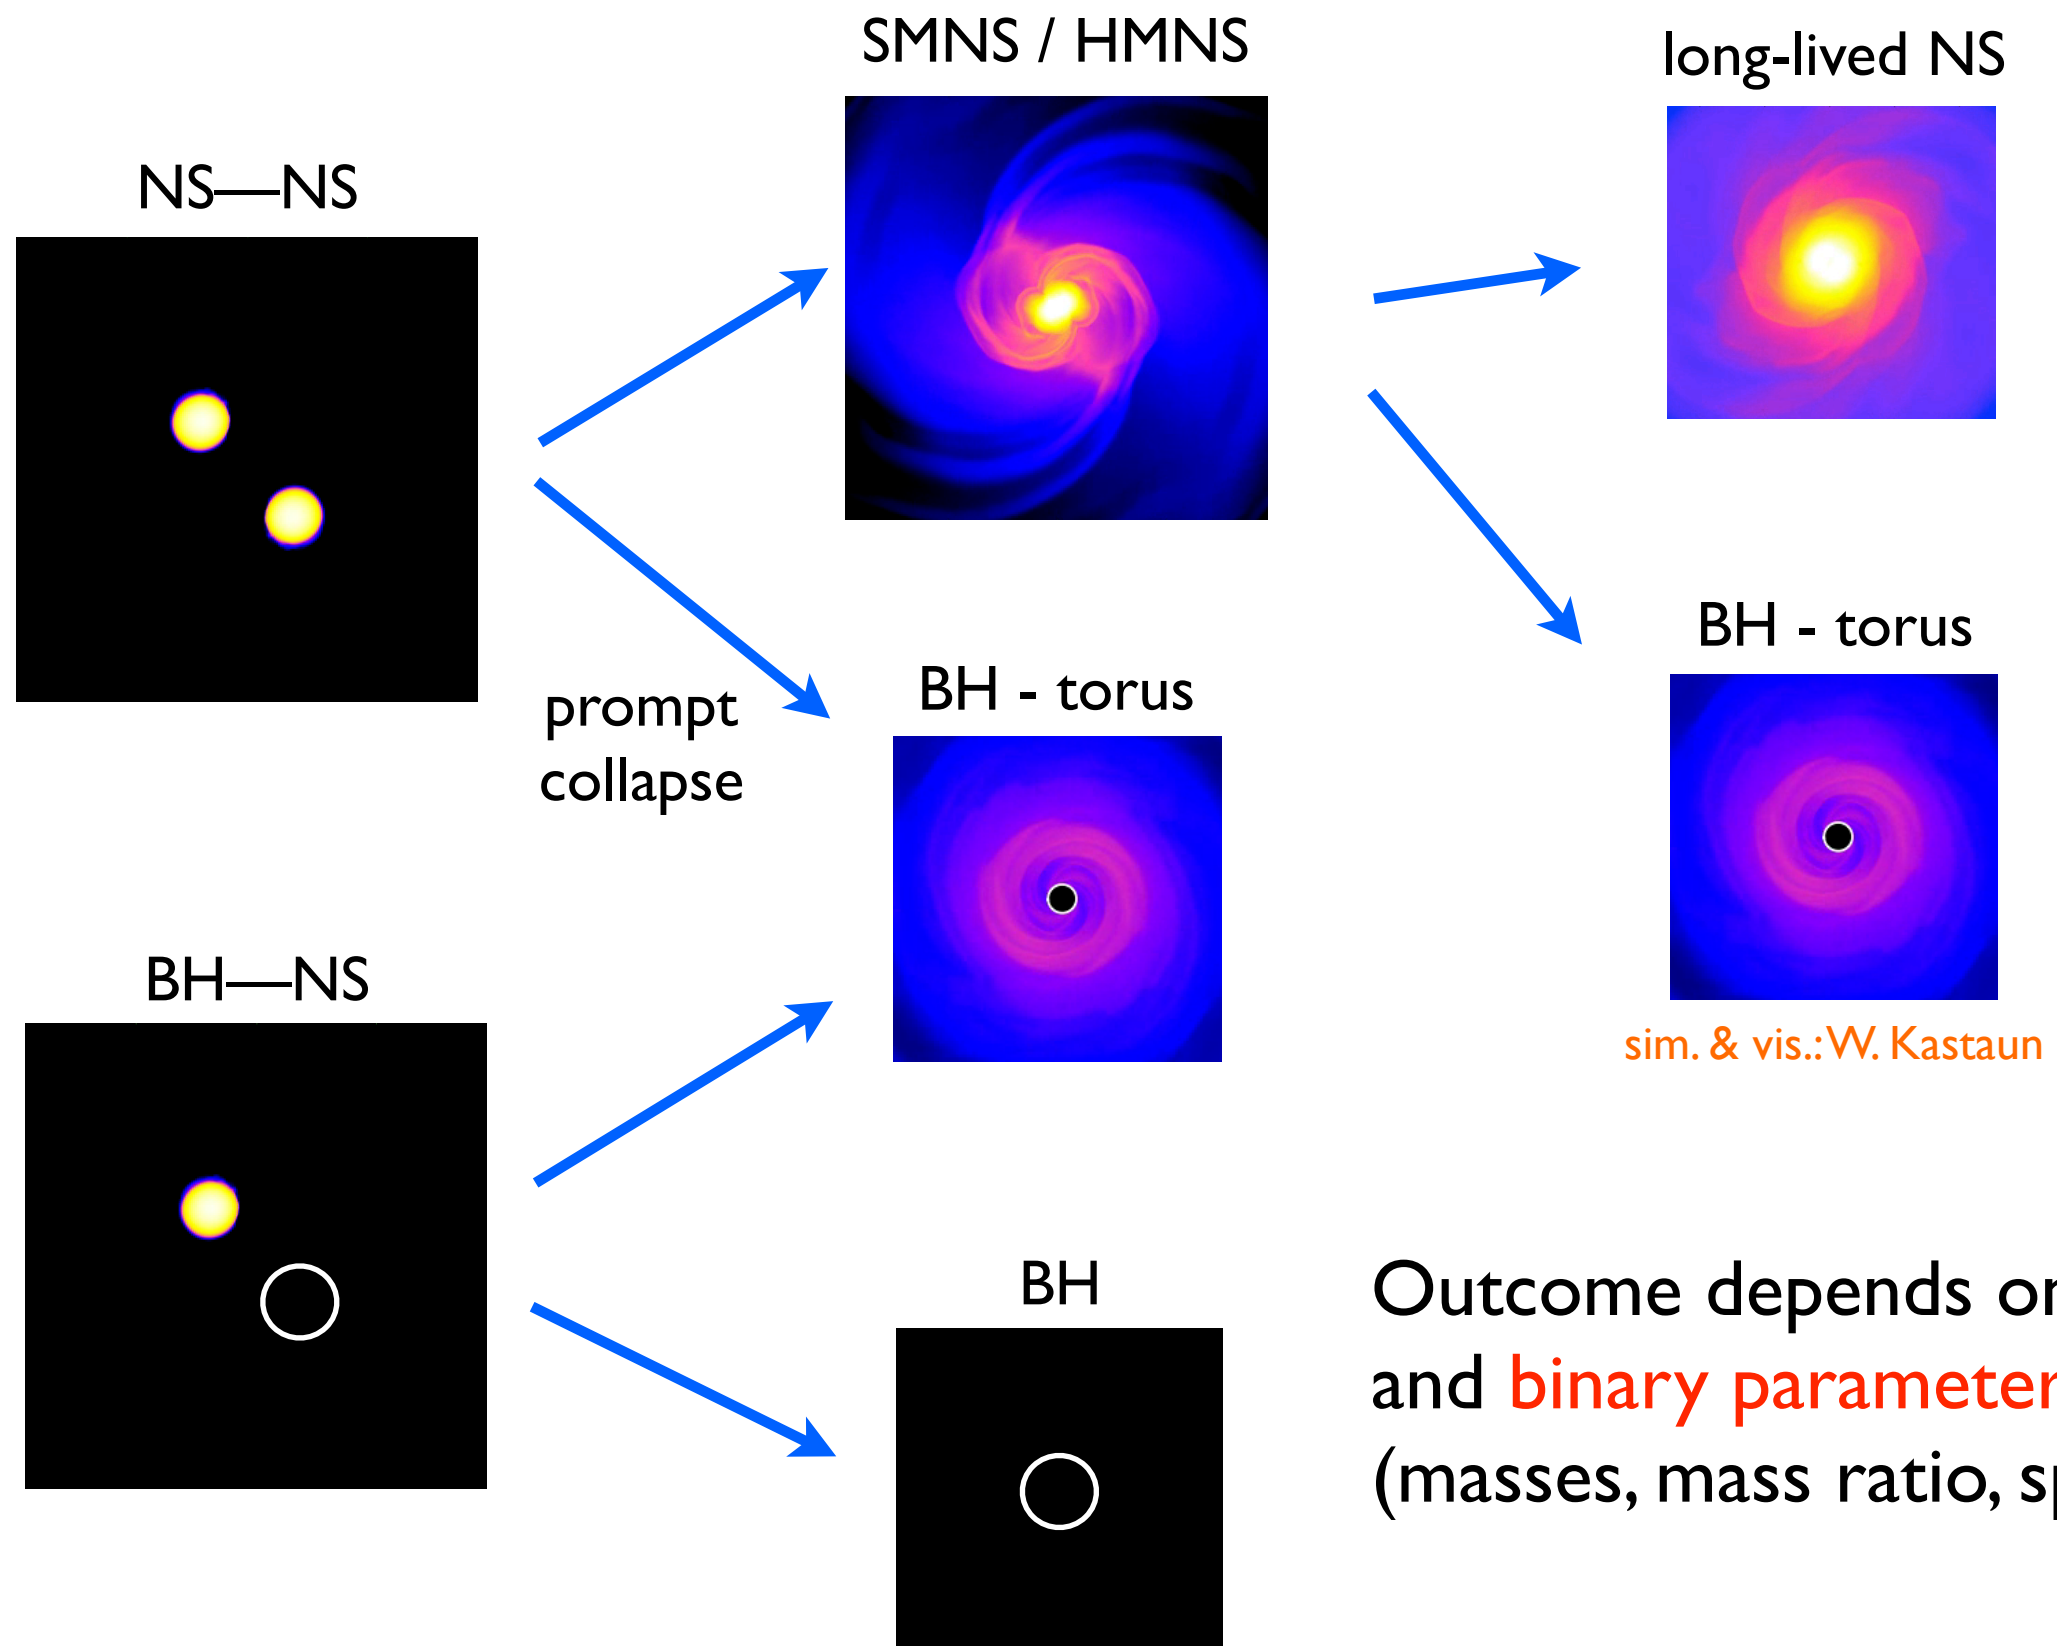 SMNS / HMNS
long-lived NS
NS—NS
BH - torus
BH - torus
prompt
collapse
BH—NS
sim. & vis.: W. Kastaun
BH
Outcome depends
and binary
(masses, mass ratio,